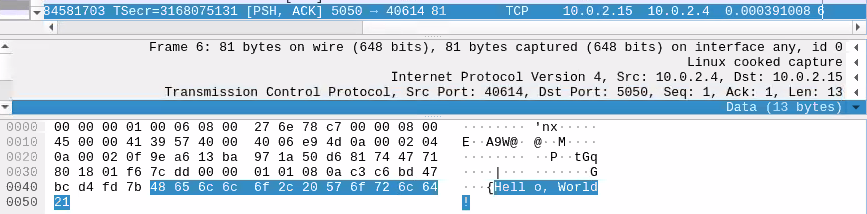 84581703 TSecr=3168075131 [PSH, ACK] 5050 → 40614 81 TCP 10.0.2.15 10.0.2.4 0.000391008 6
Frame 6: 81 bytes on wire (648 bits), 81 bytes captured (648 bits) on interface any, id 0
Linux cooked capture
Internet Protocol Version 4, Src: 10.0.2.4, Dst: 10.0.2.15
Transmission Control Protocol, Src Port: 40614, Dst Port: 5050, Seq: 1, Ack: 1, Len: 13
Data (13 bytes)
0000 00 00 00 01 00 06 08 00 27 6e 78 c7 00 00 08 00 ········ 'nx·····
0010 45 00 00 41 39 57 40 00 40 06 e9 4d 0a 00 02 04 E··A9W@· @··M····
0020 0a 00 02 0f 9e a6 13 ba 97 1a 50 d6 81 74 47 71 ········ ··P··tGq
0030 80 18 01 f6 7c dd 00 00 01 01 08 0a c3 c6 bd 47 ····|··· ·······G
0040 bc d4 fd 7b 48 65 6c 6c 6f 2c 20 57 6f 72 6c 64 ···{Hell o, World
0050 21 !